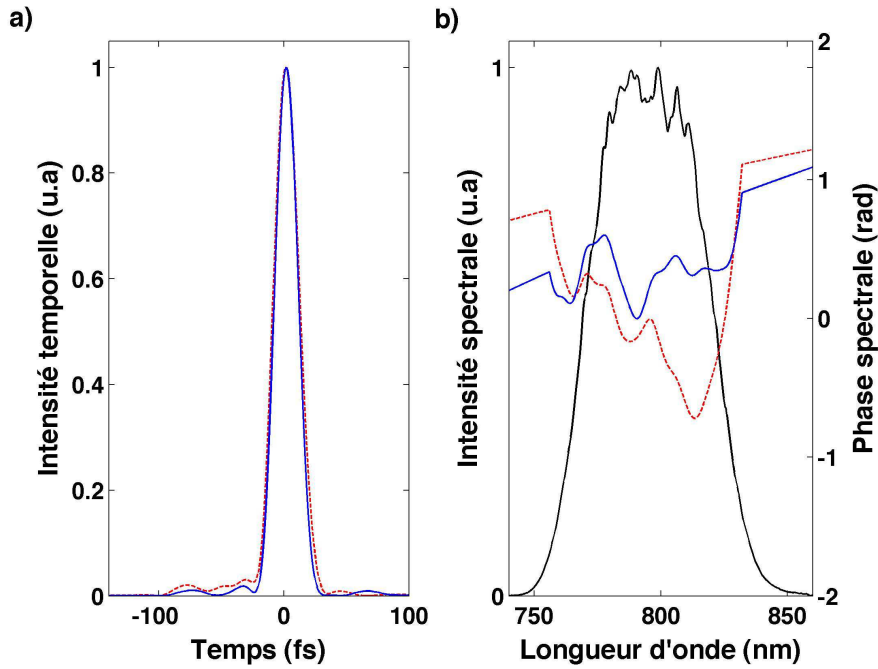 a)
Intensité temporelle (u.a)
1
0.8
0.6
0.4
0.2
0
-100
0
100
Temps (fs)
b)
Intensité spectrale (u.a)
1
0
750
800
850
Longueur d'onde (nm)
2
1
0
-1
-2
Phase spectrale (rad)